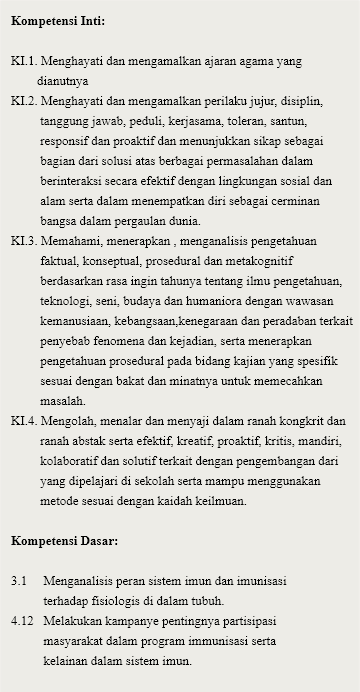 Kompetensi Inti:
KI.1. Menghayati dan mengamalkan ajaran agama yang
dianutnya
KI.2. Menghayati dan mengamalkan perilaku jujur, disiplin,
tanggung jawab, peduli, kerjasama, toleran, santun,
responsif dan proaktif dan menunjukkan sikap sebagai
bagian dari solusi atas berbagai permasalahan dalam
berinteraksi secara efektif dengan lingkungan sosial dan
alam serta dalam menempatkan diri sebagai cerminan
bangsa dalam pergaulan dunia.
KI.3. Memahami, menerapkan , menganalisis pengetahuan
faktual, konseptual, prosedural dan metakognitif
berdasarkan rasa ingin tahunya tentang ilmu pengetahuan,
teknologi, seni, budaya dan humaniora dengan wawasan
kemanusiaan, kebangsaan,kenegaraan dan peradaban terkait
penyebab fenomena dan kejadian, serta menerapkan
pengetahuan prosedural pada bidang kajian yang spesifik
sesuai dengan bakat dan minatnya untuk memecahkan
masalah.
KI.4. Mengolah, menalar dan menyaji dalam ranah kongkrit dan
ranah abstak serta efektif, kreatif, proaktif, kritis, mandiri,
kolaboratif dan solutif terkait dengan pengembangan dari
yang dipelajari di sekolah serta mampu menggunakan
metode sesuai dengan kaidah keilmuan.
Kompetensi Dasar:
3.1 Menganalisis peran sistem imun dan imunisasi
terhadap fisiologis di dalam tubuh.
4.12 Melakukan kampanye pentingnya partisipasi
masyarakat dalam program immunisasi serta
kelainan dalam sistem imun.